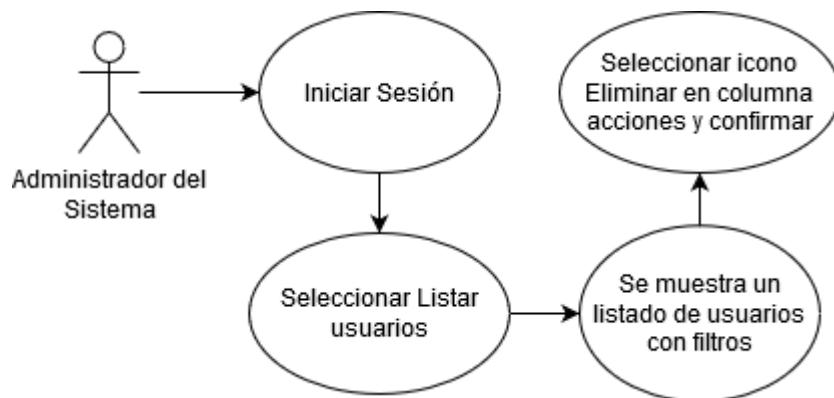 Administrador del
Sistema
Iniciar Sesión
Seleccionar Listar
usuarios
Se muestra un
listado de usuarios
con filtros
Seleccionar icono
Eliminar en columna
acciones y confirmar